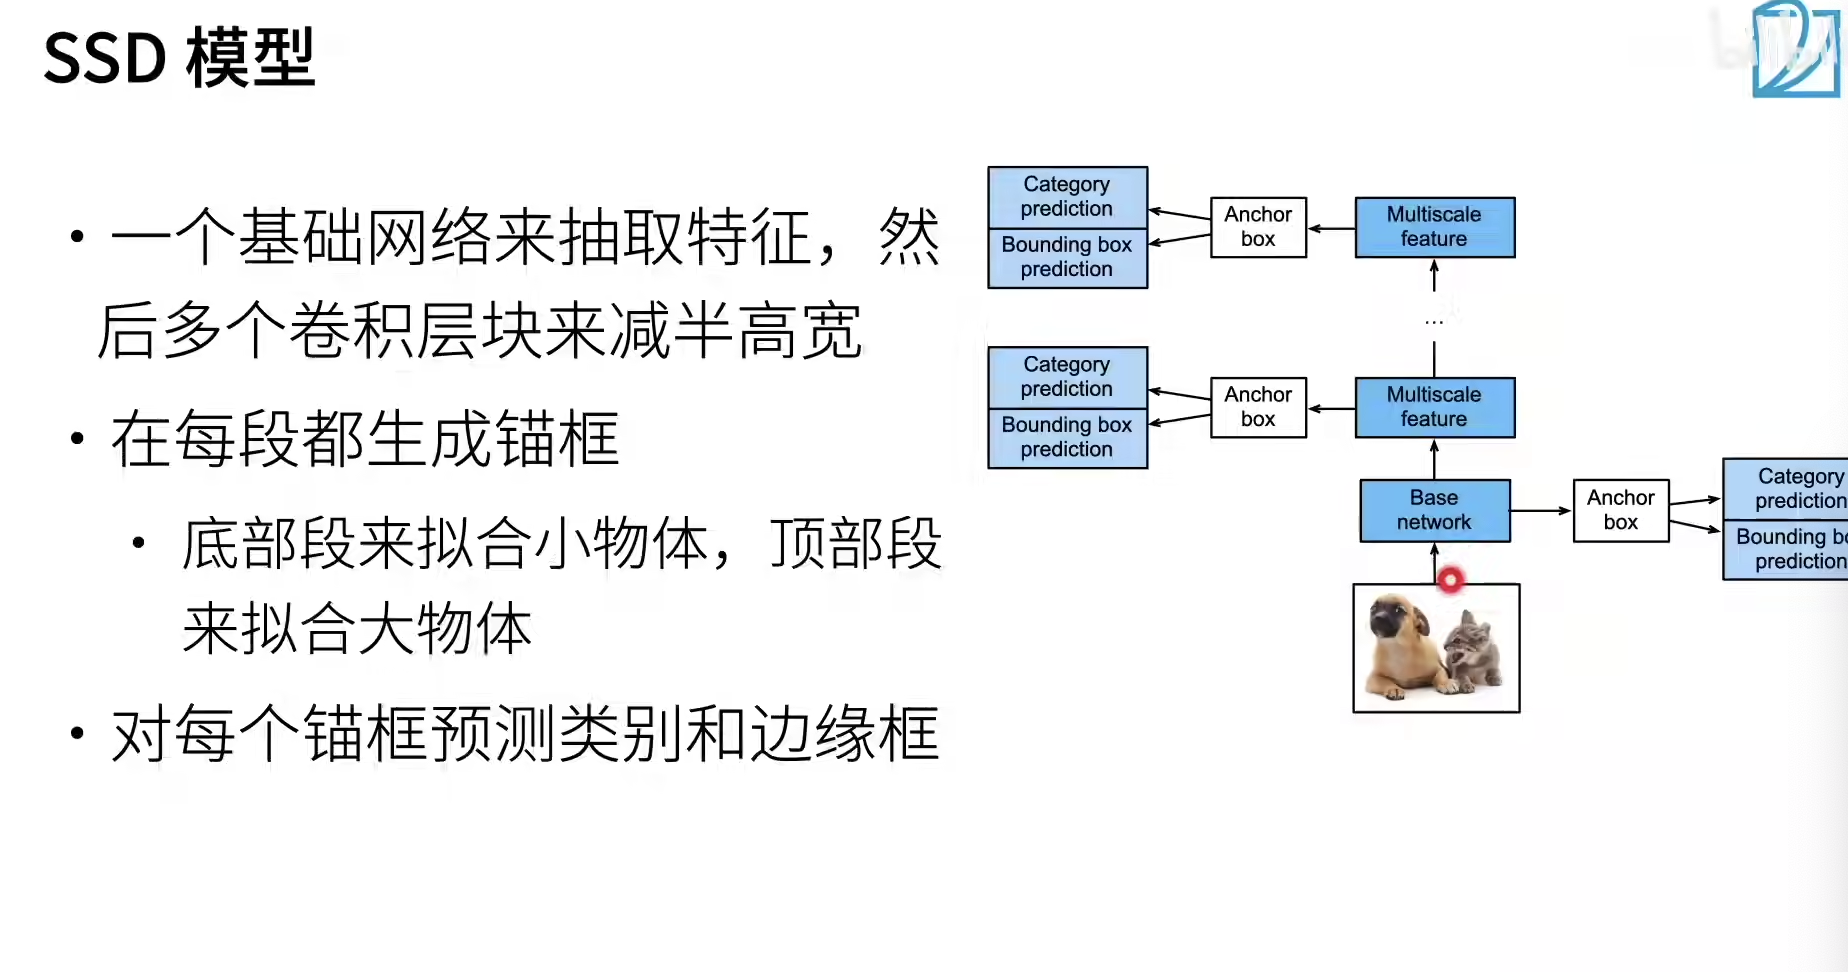 SSD 模型
• 一个基础网络来抽取特征，然
后多个卷积层块来减半高宽
• 在每段都生成锚框
• 底部段来拟合小物体，顶部段
来拟合大物体
• 对每个锚框预测类别和边缘框
Category
prediction
Bounding box
prediction
Anchor
box
Multiscale
feature
...
Category
prediction
Bounding box
prediction
Anchor
box
Multiscale
feature
Base
network
Anchor
box
Category
prediction
Bounding bo
prediction